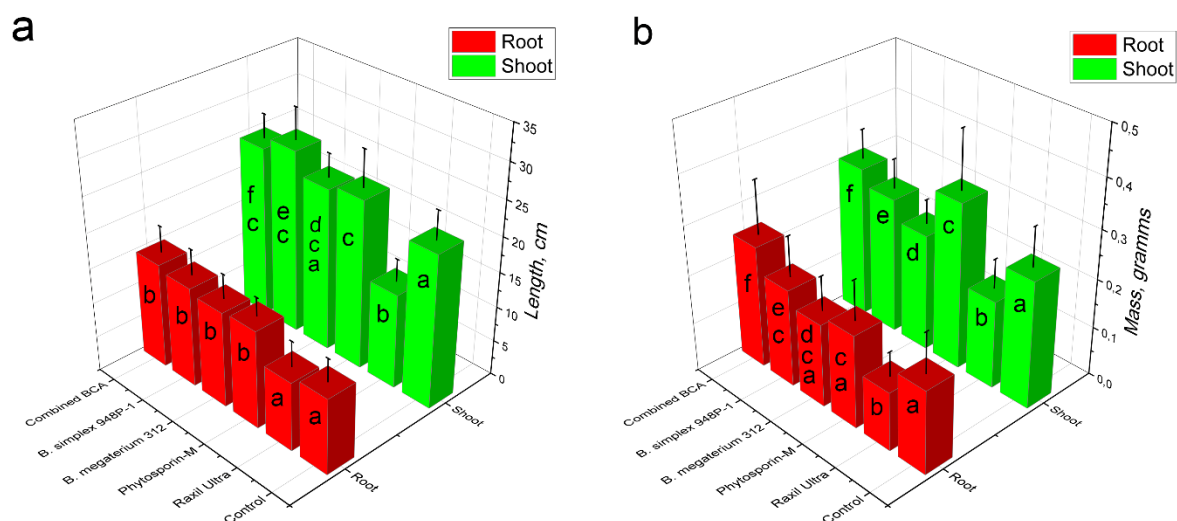 a
Root
Shoot
f
c
e
c
d
c
a
c
b
a
b
b
b
b
a
a
35
30
25
20
15
10
5
0
Length, cm
Combined BCA
B. simplex 948P-1
B. megaterium 312
Phytosporin-M
Raxil Ultra
Control
Root
Shoot
b
Root
Shoot
f
e
d
c
b
a
f
e
c
d
c
a
c
a
b
a
0.5
0.4
0.3
0.2
0.1
0.0
Mass, gramms
Combined BCA
B. simplex 948P-1
B. megaterium 312
Phytosporin-M
Raxil Ultra
Control
Root
Shoot